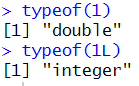 > typeof(1)
[1] "double"
> typeof(1L)
[1] "integer"